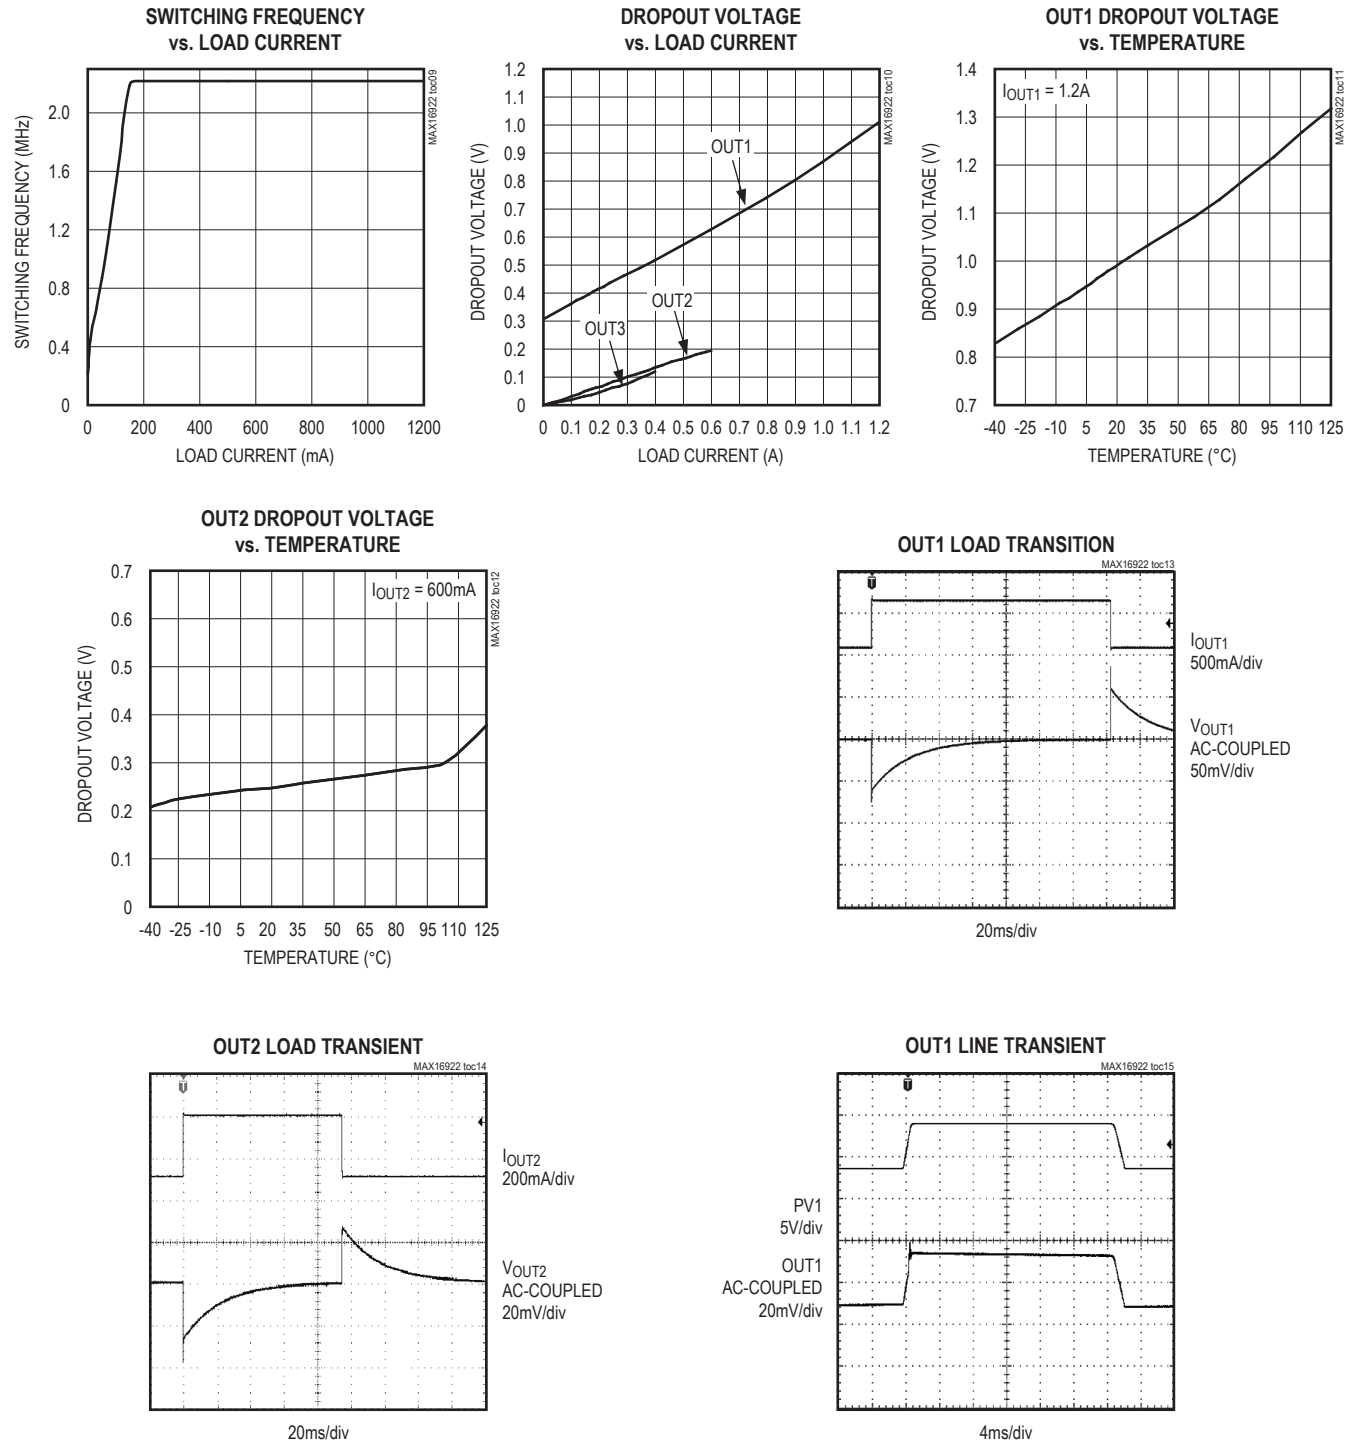 SWITCHING FREQUENCY
vs. LOAD CURRENT
MAX16922 toc09
SWITCHING FREQUENCY (MHz)
2.0
1.6
1.2
0.8
0.4
0
0 200 400 600 800 1000 1200
LOAD CURRENT (mA)
DROPOUT VOLTAGE
vs. LOAD CURRENT
MAX16922 toc10
DROPOUT VOLTAGE (V)
1.2
1.1
1.0
0.9
0.8
0.7
0.6
0.5
0.4
0.3
0.2
0.1
0
OUT1
OUT2
OUT3
0 0.1 0.2 0.3 0.4 0.5 0.6 0.7 0.8 0.9 1.0 1.1 1.2
LOAD CURRENT (A)
OUT1 DROPOUT VOLTAGE
vs. TEMPERATURE
MAX16922 toc11
IOUT1 = 1.2A
DROPOUT VOLTAGE (V)
1.4
1.3
1.2
1.1
1.0
0.9
0.8
0.7
-40 -25 -10 5 20 35 50 65 80 95 110 125
TEMPERATURE (°C)
OUT2 DROPOUT VOLTAGE
vs. TEMPERATURE
MAX16922 toc12
IOUT2 = 600mA
DROPOUT VOLTAGE (V)
0.7
0.6
0.5
0.4
0.3
0.2
0.1
0
-40 -25 -10 5 20 35 50 65 80 95 110 125
TEMPERATURE (°C)
OUT1 LOAD TRANSITION
MAX16922 toc13
T
IOUT1
500mA/div
VOUT1
AC-COUPLED
50mV/div
20ms/div
OUT2 LOAD TRANSIENT
MAX16922 toc14
T
IOUT2
200mA/div
VOUT2
AC-COUPLED
20mV/div
20ms/div
OUT1 LINE TRANSIENT
MAX16922 toc15
T
PV1
5V/div
OUT1
AC-COUPLED
20mV/div
4ms/div